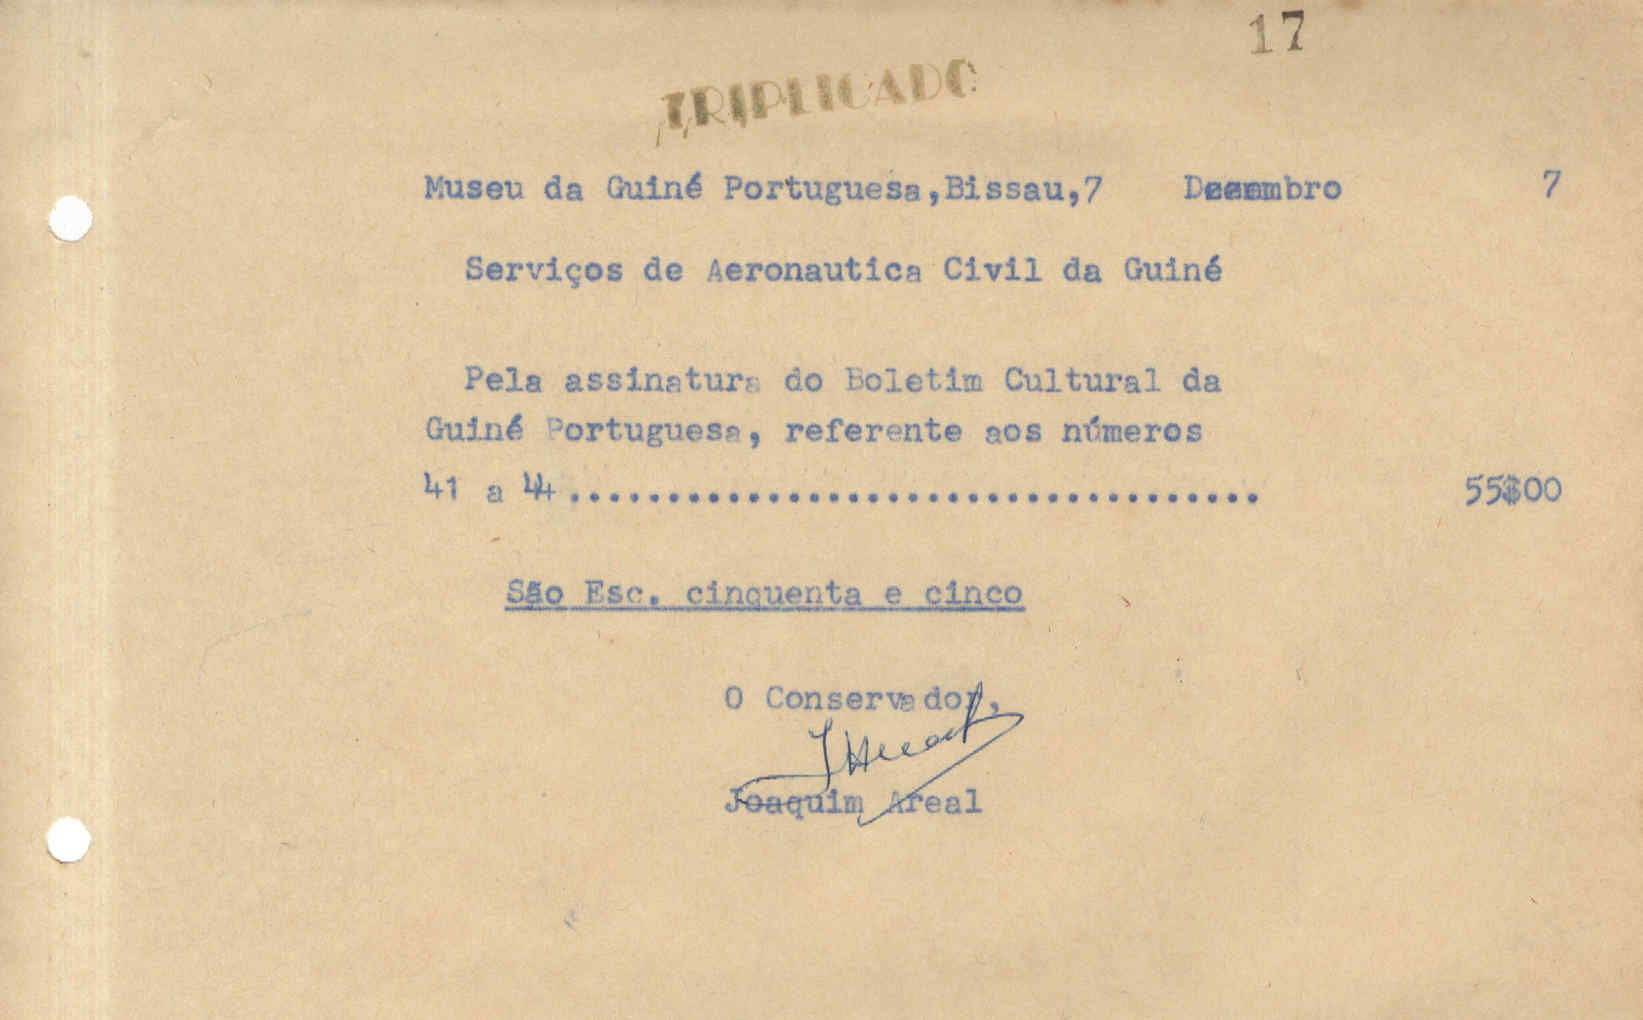 17
TRIPLICADO
Museu da Guiné Portuguesa,Bissau,7 Dezembro 7
Serviços de Aeronautica Civil da Guiné
Pela assinatura do Boletim Cultural da
Guiné Portuguesa, referente aos números
41 a 44...................................55$00
São Esc. cinquenta e cinco
O Conservador,
Joaquim Areal